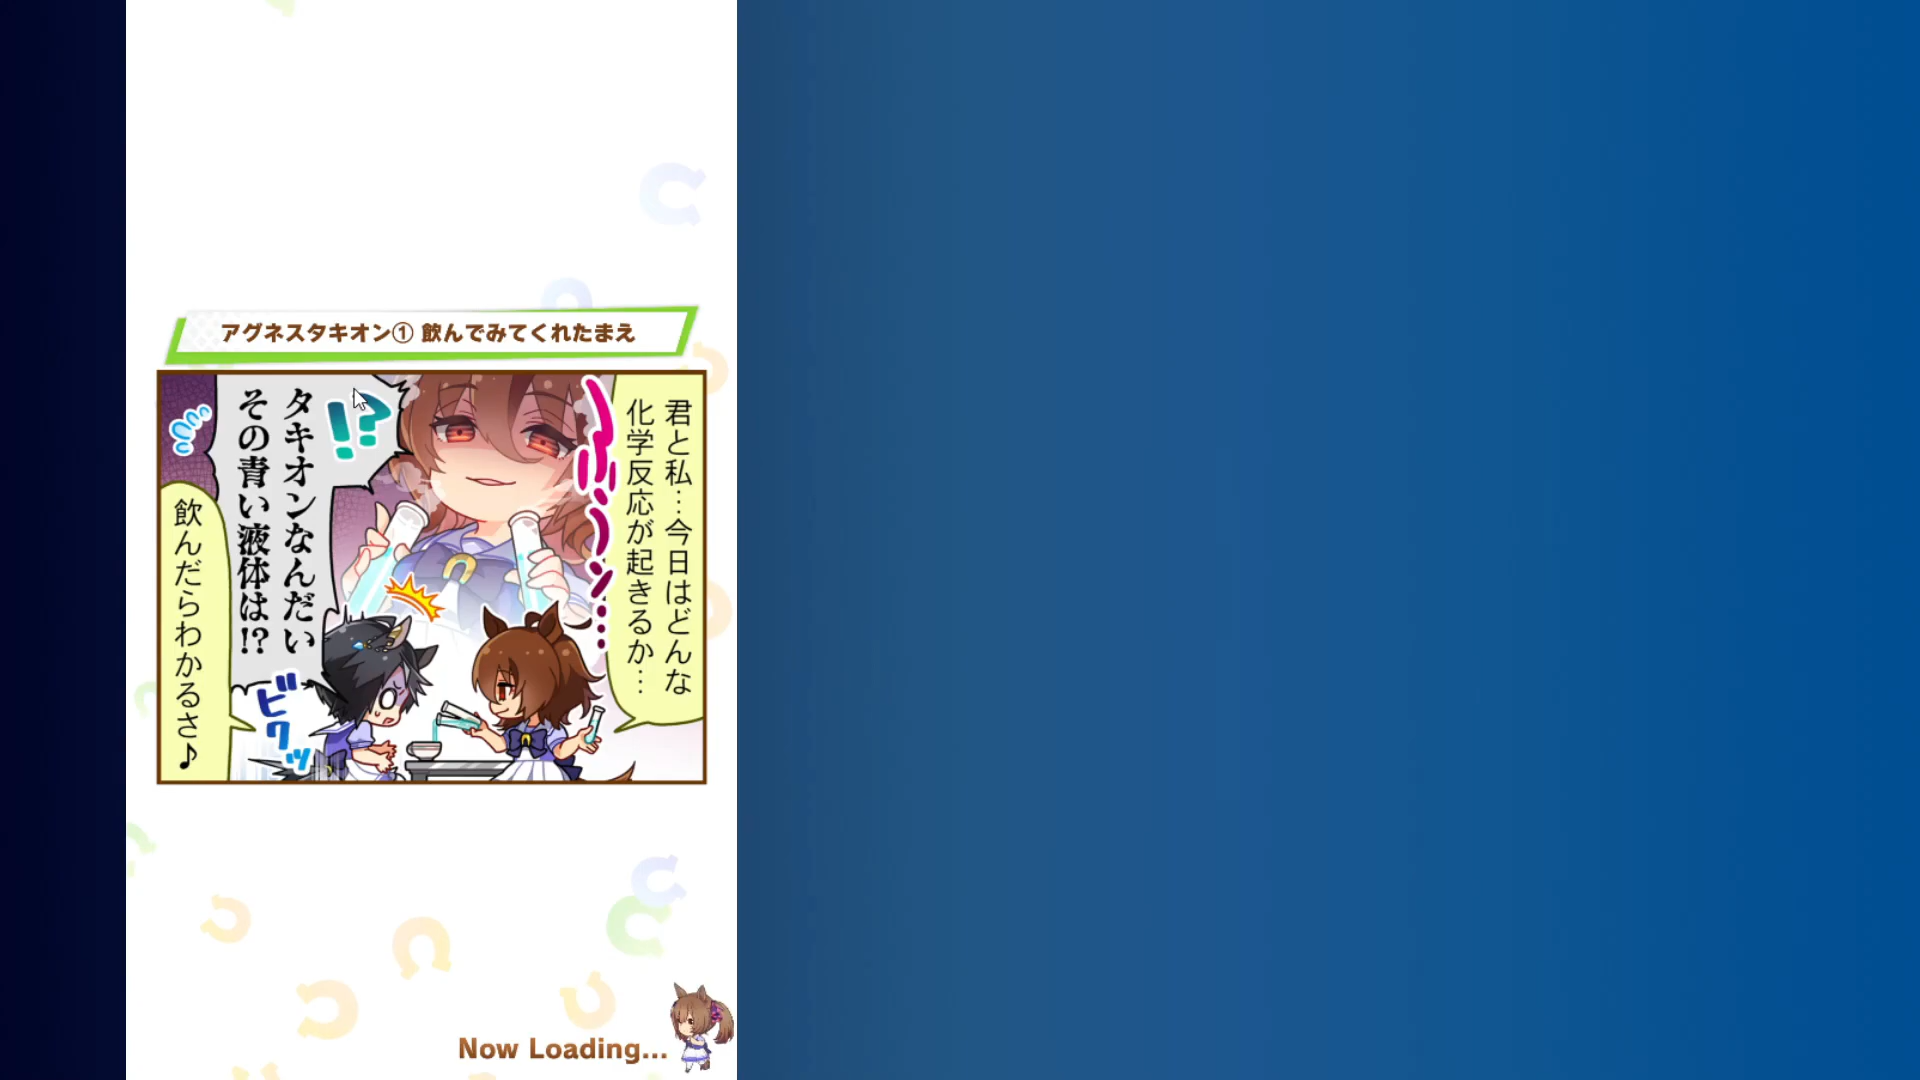 アグネスタキオン① 飲んでみてくれたまえ
君と私…今日はどんな
化学反応が起きるか…
!?
タキオンなんだい
その青い液体は!?
ビクッ
飲んだらわかるさ♪
Now Loading...